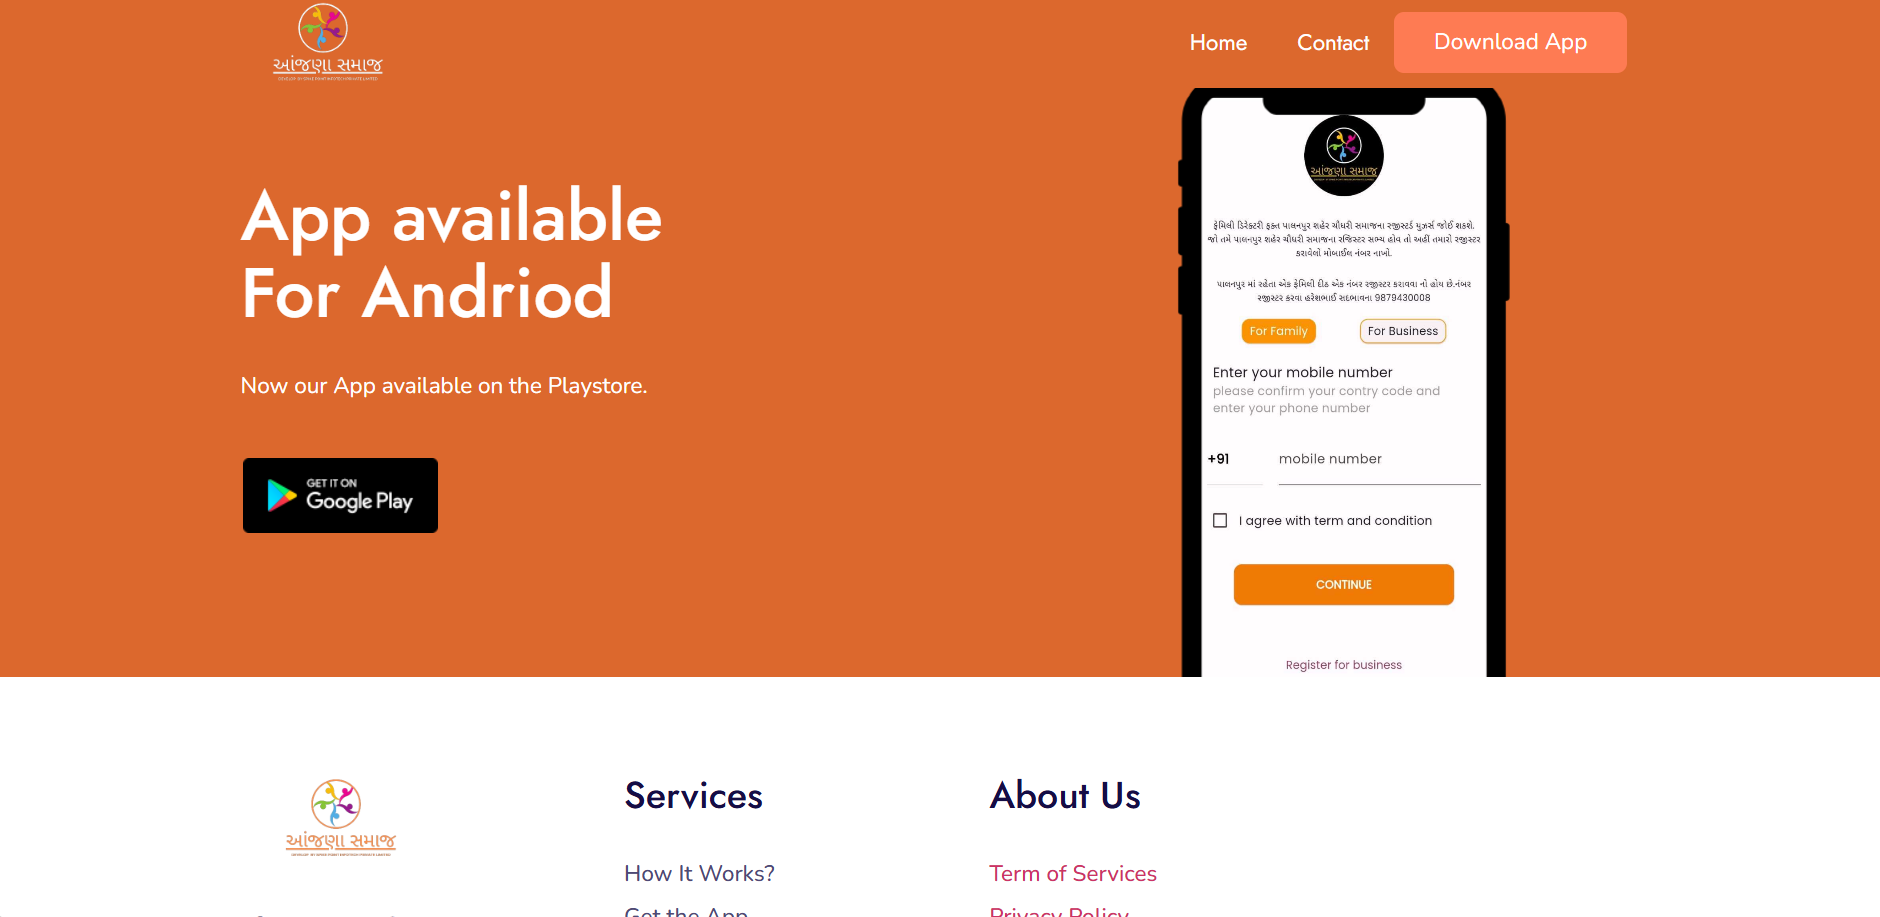 આંજણા સમાજ
Home
Contact
Download App
App available
For Andriod
Now our App available on the Playstore.
GET IT ON
Google Play
આંજણા સમાજ
ફેમિલી ડિરેક્ટરી ફક્ત પાલનપુર શહેર ચૌધરી સમાજના રજીસ્ટર્ડ યુઝર્સ જોઈ શકશે.
જો તમે પાલનપુર શહેર ચૌધરી સમાજના રજિસ્ટર સભ્ય હોવ તો અહીં તમારો રજીસ્ટર
કરાવેલો મોબાઈલ નંબર નાખો.
પાલનપુર માં રહેતા એક ફેમિલી દીઠ એક નંબર રજીસ્ટર કરાવવા નો હોય છે.નંબર
રજીસ્ટર કરવા હરેશભાઈ સદભાવના 9879430008
For Family
For Business
Enter your mobile number
please confirm your contry code and
enter your phone number
+91
mobile number
I agree with term and condition
CONTINUE
Register for business
આંજણા સમાજ
Services
About Us
How It Works?
Term of Services
Get the App
Privacy Policy